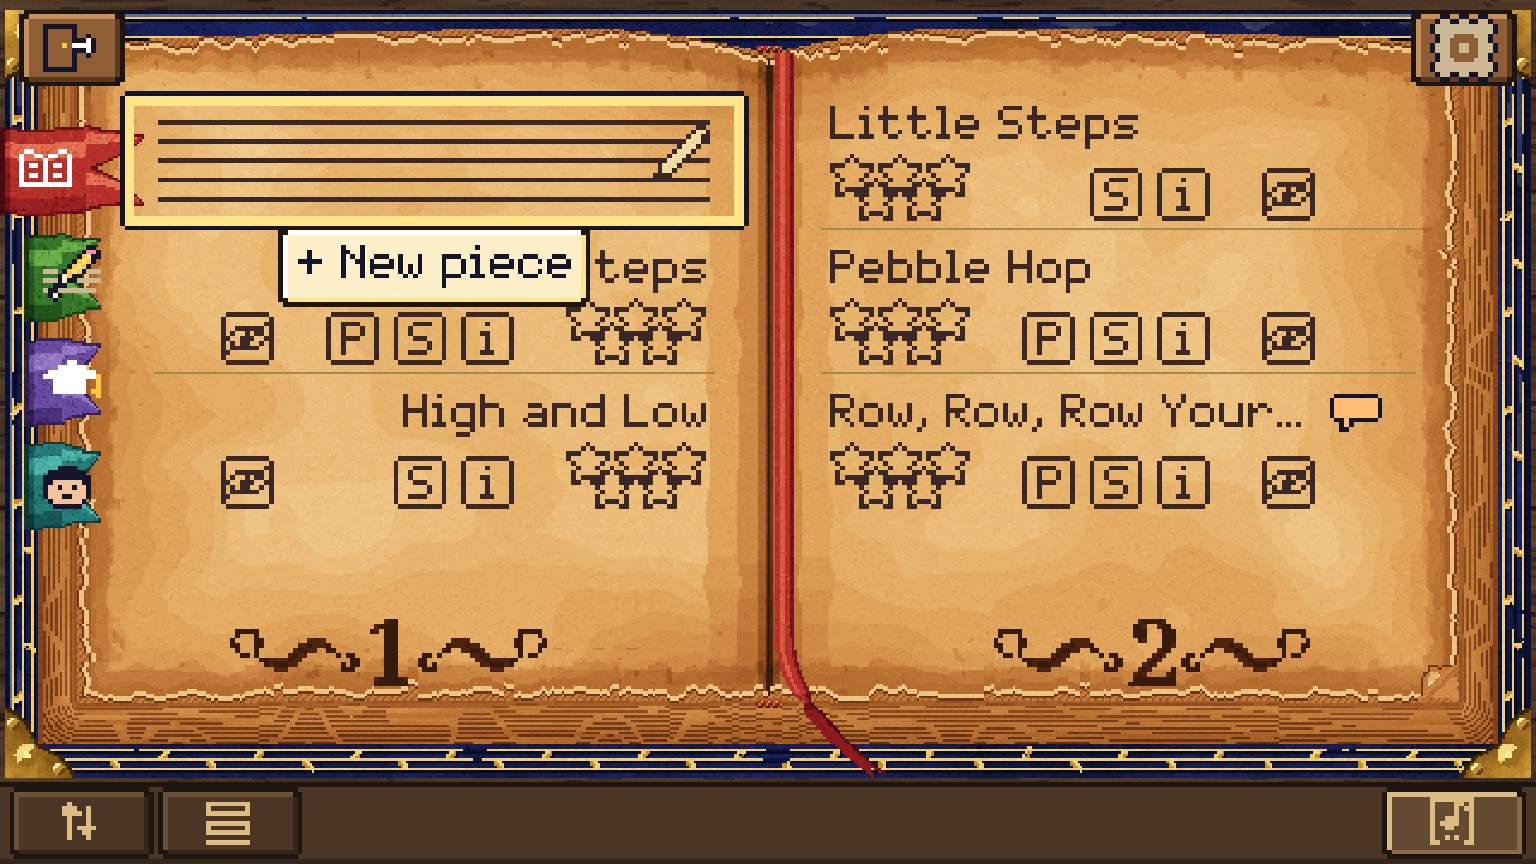 + New piece
teps
P S i
High and Low
S i
1
Little Steps
S i
Pebble Hop
P S i
Row, Row, Row Your...
P S i
2